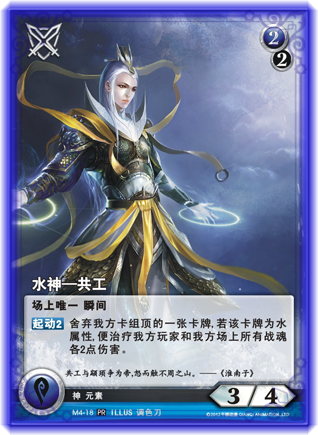 2
2
水神—共工
场上唯一 瞬间
起动2 舍弃我方卡组顶的一张卡牌,若该卡牌为水
属性,便治疗我方玩家和我方场上所有战魂
各2点伤害。
共工与颛顼争为帝,怒而触不周之山。——《淮南子》
神 元素
3 / 4
M4-18 PR ILLUS 调色刀